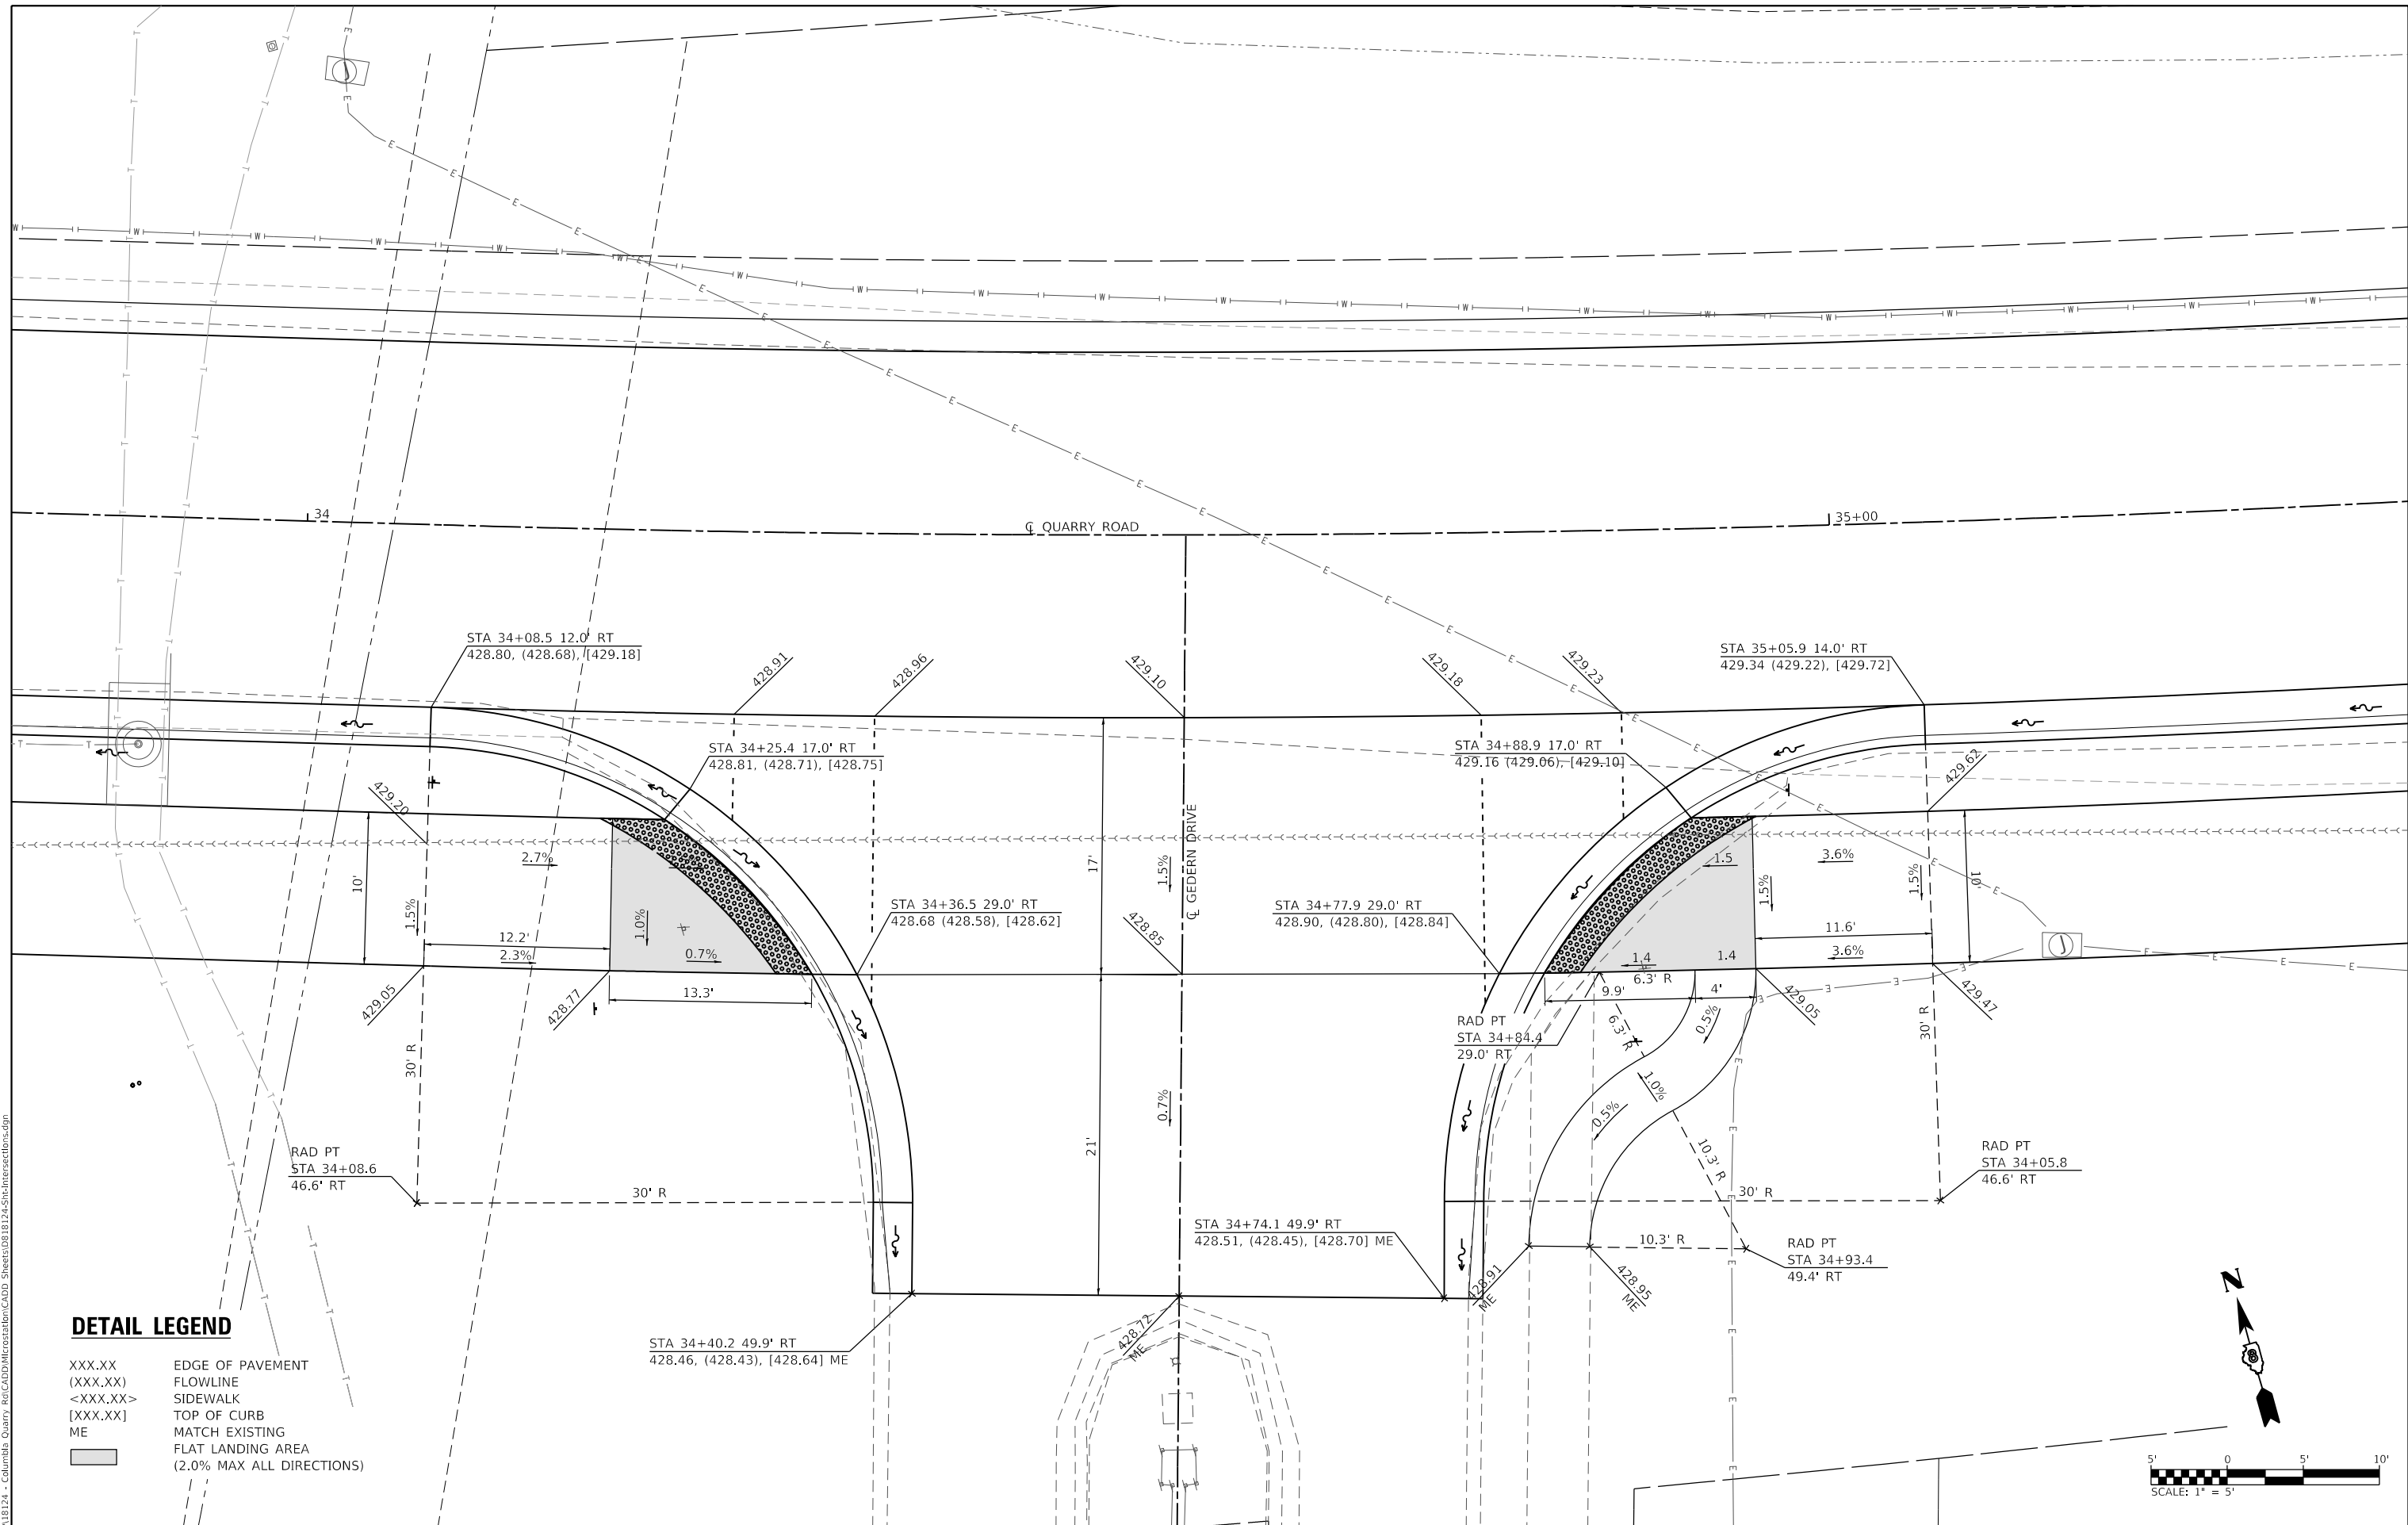 34
℄ QUARRY ROAD
35+00
STA 34+08.5 12.0' RT
428.80, (428.68), [429.18]
428.91
428.96
429.10
429.18
429.23
STA 35+05.9 14.0' RT
429.34 (429.22), [429.72]
STA 34+25.4 17.0' RT
428.81, (428.71), [428.75]
STA 34+88.9 17.0' RT
429.16 (429.06), [429.10]
429.20
429.62
2.7%
10'
1.5%
1.0%
12.2'
2.3%
0.7%
13.3'
429.05
428.77
STA 34+36.5 29.0' RT
428.68 (428.58), [428.62]
17'
1.5%
℄ GEDERN DRIVE
428.85
STA 34+77.9 29.0' RT
428.90, (428.80), [428.84]
1.5
3.6%
1.5%
1.5%
10'
11.6'
3.6%
1.4
1.4
6.3' R
9.9'
4'
429.05
429.47
RAD PT
STA 34+84.4
29.0' RT
6.3' R
0.5%
30' R
30' R
1.0%
0.5%
0.7%
21'
10.3' R
RAD PT
STA 34+08.6
46.6' RT
30' R
30' R
RAD PT
STA 34+05.8
46.6' RT
STA 34+74.1 49.9' RT
428.51, (428.45), [428.70] ME
10.3' R
RAD PT
STA 34+93.4
49.4' RT
428.91
ME
428.95
ME
STA 34+40.2 49.9' RT
428.46, (428.43), [428.64] ME
428.72
ME
DETAIL LEGEND
XXX.XX EDGE OF PAVEMENT
(XXX.XX) FLOWLINE
<XXX.XX> SIDEWALK
[XXX.XX] TOP OF CURB
ME MATCH EXISTING
FLAT LANDING AREA
(2.0% MAX ALL DIRECTIONS)
N
5' 0 5' 10'
SCALE: 1" = 5'
18124 - Columbia Quarry Rd\CADD\Microstation\CADD Sheets\D818124-Sht-Intersections.dgn